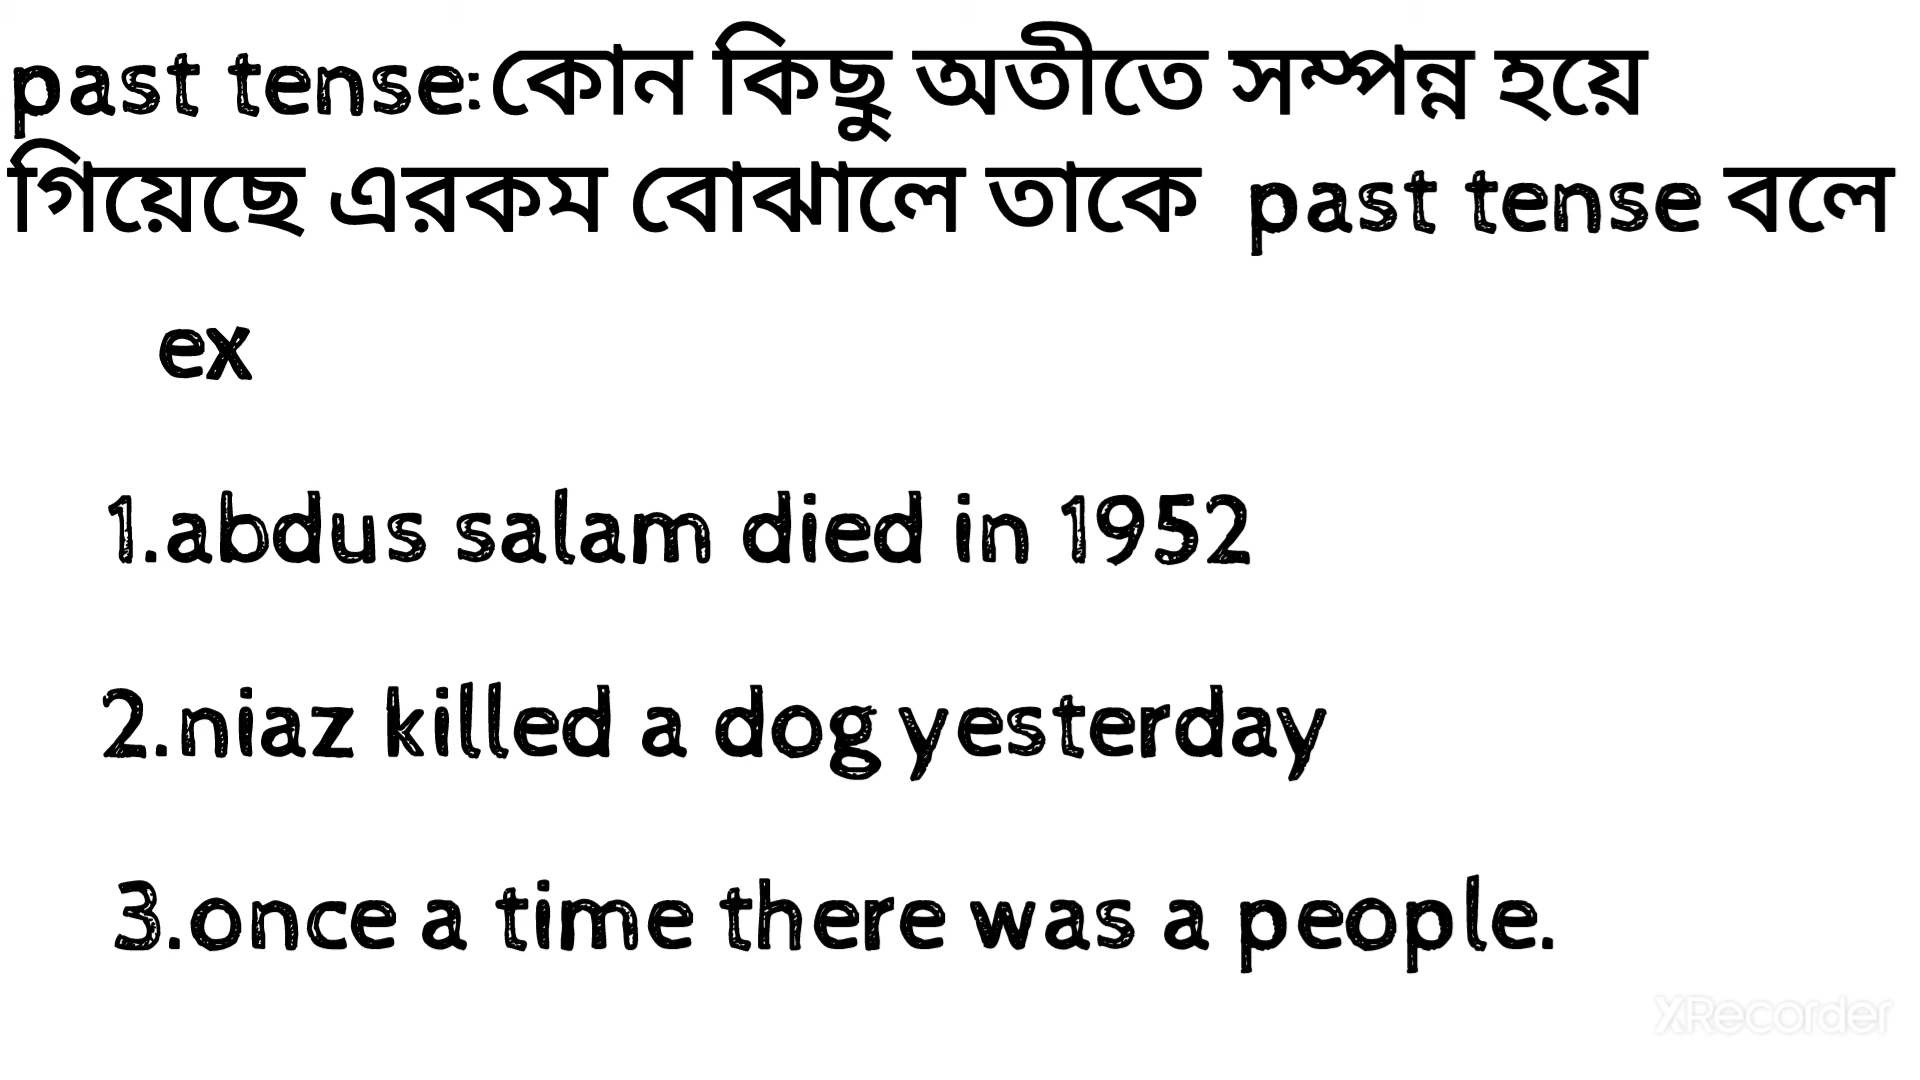 past tense:কোন কিছু অতীতে সম্পন্ন হয়ে
গিয়েছে এরকম বোঝালে তাকে past tense বলে
ex
1.abdus salam died in 1952
2.niaz killed a dog yesterday
3.once a time there was a people.
XRecorder